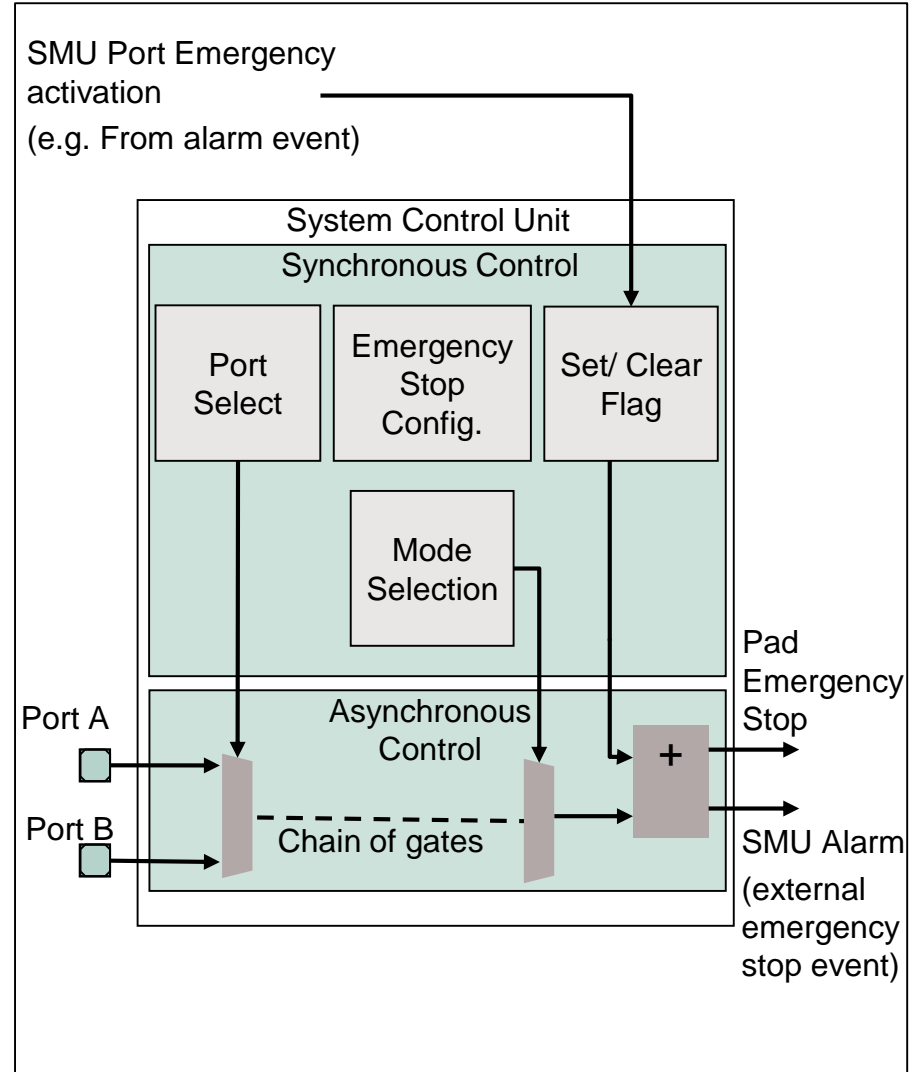 SMU Port Emergency
activation
(e.g. From alarm event)
System Control Unit
Synchronous Control
Port
Select
Emergency
Stop
Config.
Set/ Clear
Flag
Mode
Selection
Pad
Emergency
Stop
Port A
Asynchronous
Control
+
Port B
Chain of gates
SMU Alarm
(external
emergency
stop event)